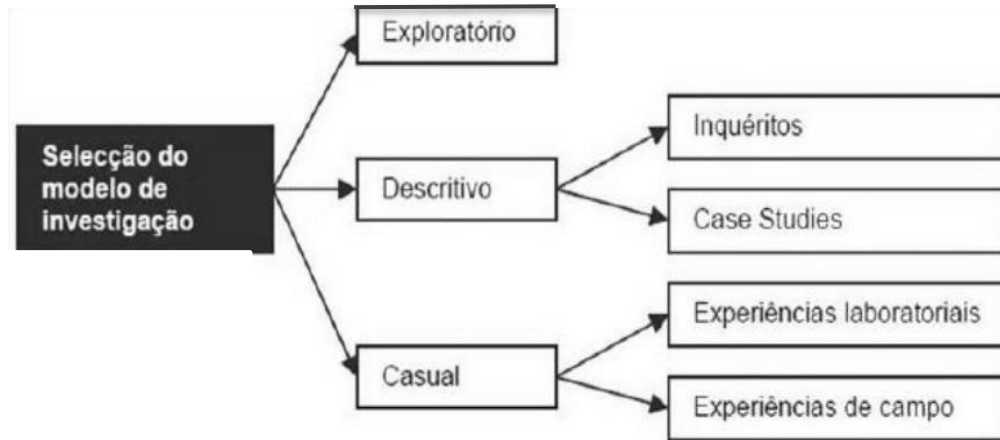 Exploratório
Selecção do
modelo de
investigação
Descritivo
Casual
Inquéritos
Case Studies
Experiências laboratoriais
Experiências de campo